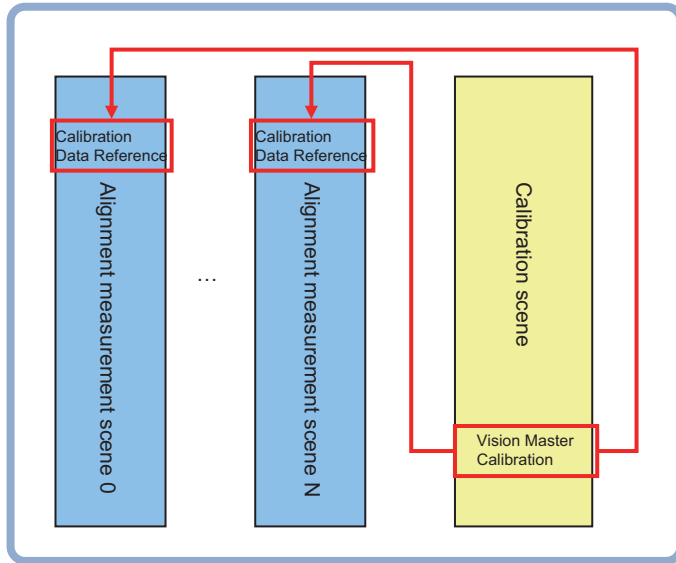 Calibration
Data Reference
Alignment measurement scene 0
...
Calibration
Data Reference
Alignment measurement scene N
Calibration scene
Vision Master
Calibration